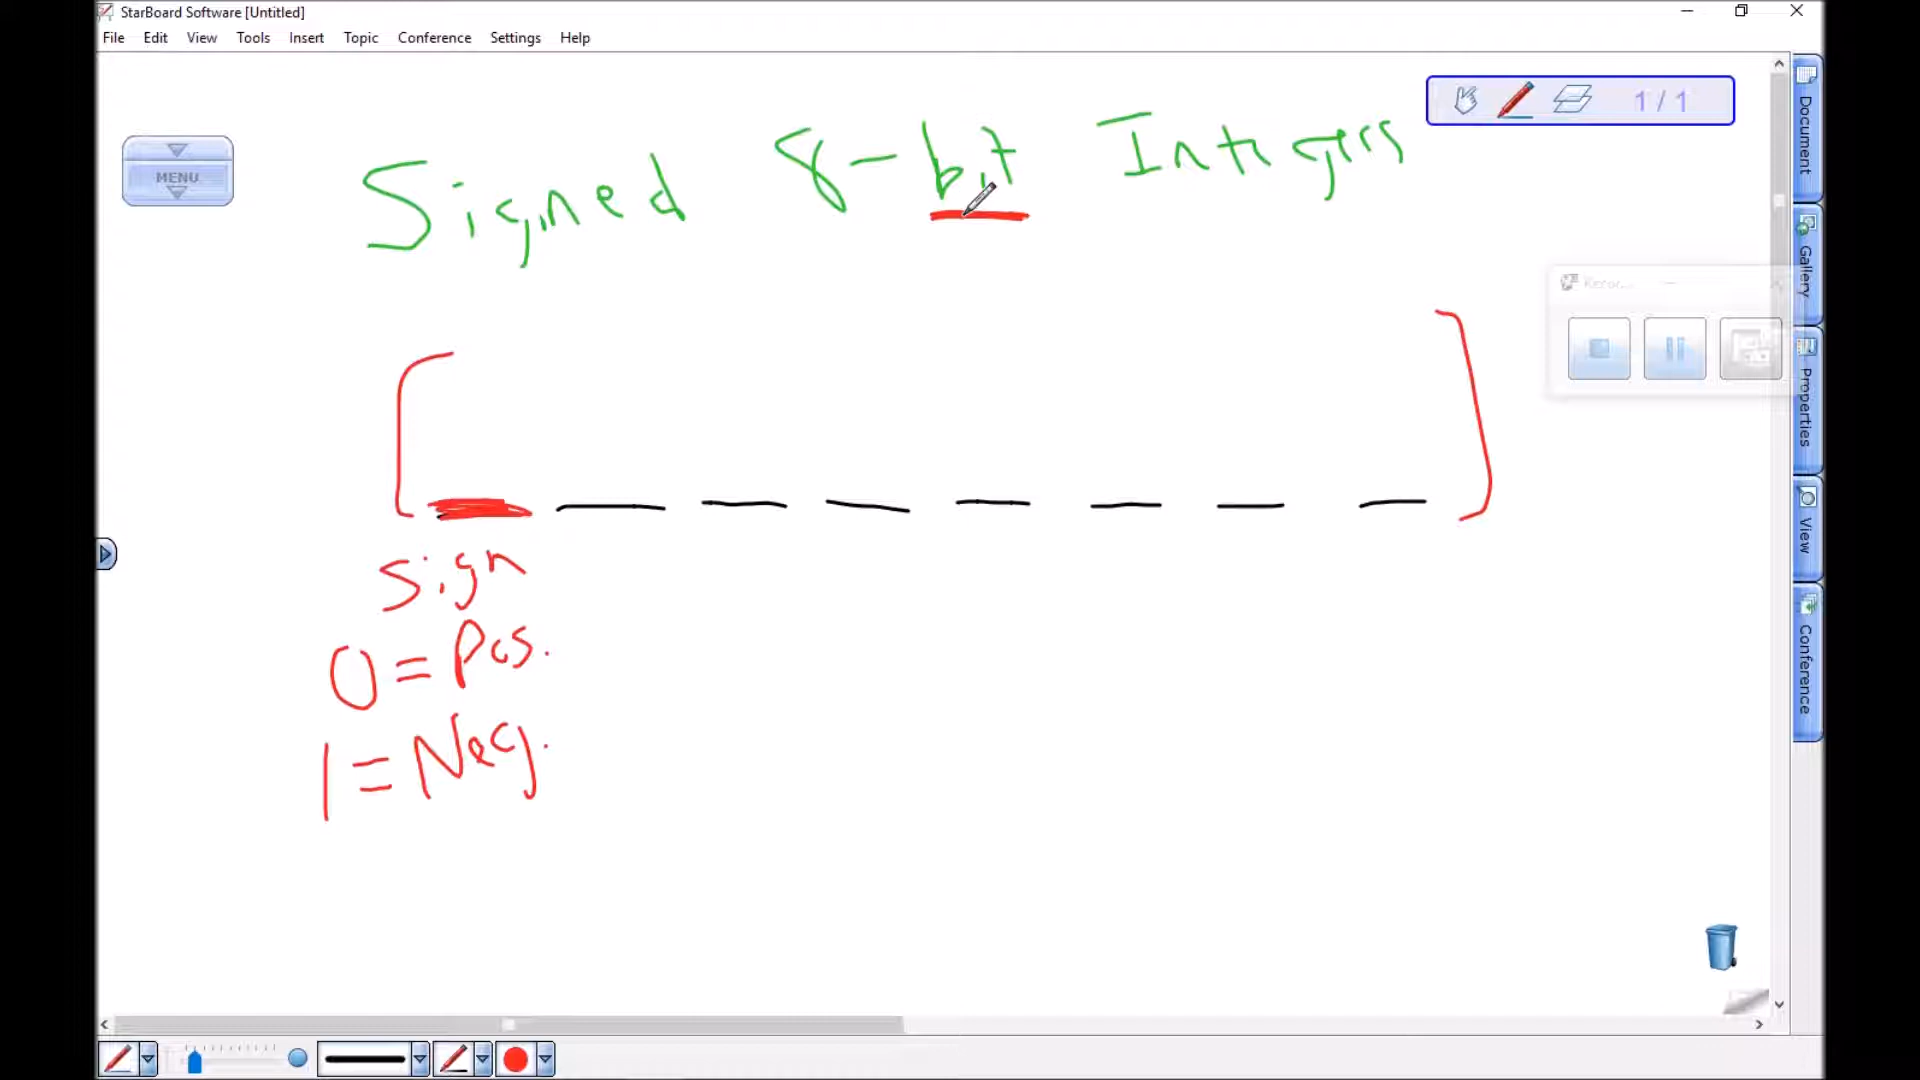 StarBoard Software [Untitled]
File Edit View Tools Insert Topic Conference Settings Help
1 / 1
MENU
Signed 8-bit Integers
Document
Gallery
Properties
View
Conference
Sign
0 = Pos.
1 = Neg.